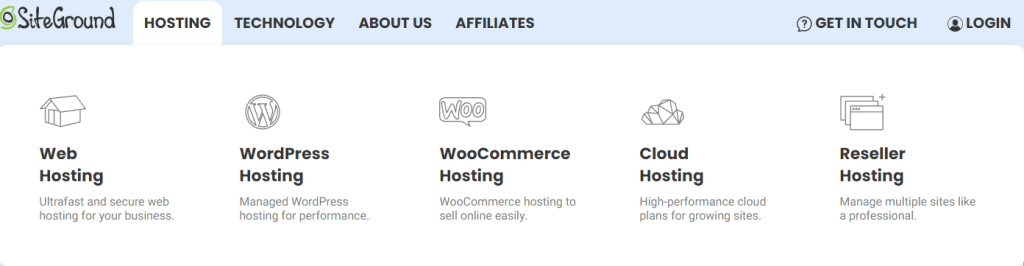 SiteGround
HOSTING
TECHNOLOGY
ABOUT US
AFFILIATES
GET IN TOUCH
LOGIN
Web
Hosting
Ultrafast and secure web
hosting for your business.
WordPress
Hosting
Managed WordPress
hosting for performance.
WOO
WooCommerce
Hosting
WooCommerce hosting to
sell online easily.
Cloud
Hosting
High-performance cloud
plans for growing sites.
Reseller
Hosting
Manage multiple sites like
a professional.